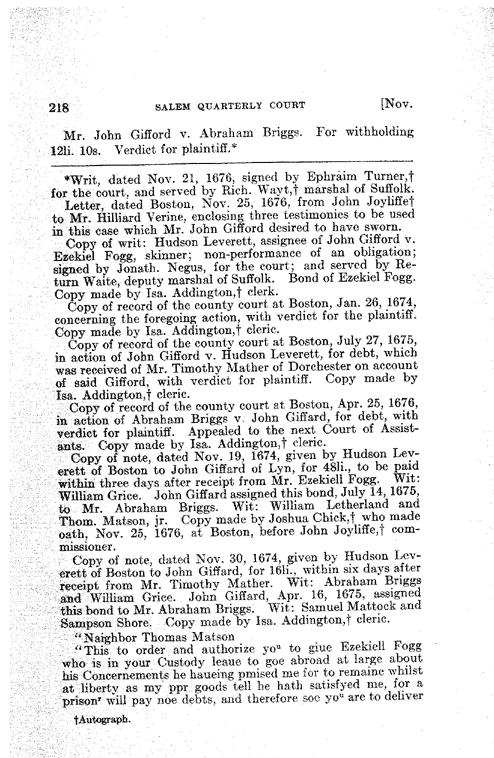 218 SALEM QUARTERLY COURT [Nov.
Mr. John Gifford v. Abraham Briggs. For withholding
12li. 10s. Verdict for plaintiff.*
*Writ, dated Nov. 21, 1676, signed by Ephraim Turner,†
for the court, and served by Rich. Wayt,† marshal of Suffolk.
Letter, dated Boston, Nov. 25, 1676, from John Joyliffe†
to Mr. Hilliard Verine, enclosing three testimonies to be used
in this case which Mr. John Gifford desired to have sworn.
Copy of writ: Hudson Leverett, assignee of John Gifford v.
Ezekiel Fogg, skinner; non-performance of an obligation;
signed by Jonath. Negus, for the court; and served by Re-
turn Waite, deputy marshal of Suffolk. Bond of Ezekiel Fogg.
Copy made by Isa. Addington,† clerk.
Copy of record of the county court at Boston, Jan. 26, 1674,
concerning the foregoing action, with verdict for the plaintiff.
Copy made by Isa. Addington,† cleric.
Copy of record of the county court at Boston, July 27, 1675,
in action of John Gifford v. Hudson Leverett, for debt, which
was received of Mr. Timothy Mather of Dorchester on account
of said Gifford, with verdict for plaintiff. Copy made by
Isa. Addington,† cleric.
Copy of record of the county court at Boston, Apr. 25, 1676,
in action of Abraham Briggs v. John Giffard, for debt, with
verdict for plaintiff. Appealed to the next Court of Assist-
ants. Copy made by Isa. Addington,† cleric.
Copy of note, dated Nov. 19, 1674, given by Hudson Lev-
erett of Boston to John Giffard of Lyn, for 48li., to be paid
within three days after receipt from Mr. Ezekiell Fogg. Wit:
William Grice. John Giffard assigned this bond, July 14, 1675,
to Mr. Abraham Briggs. Wit: William Letherland and
Thom. Matson, jr. Copy made by Joshua Chick,† who made
oath, Nov. 25, 1676, at Boston, before John Joyliffe,† com-
missioner.
Copy of note, dated Nov. 30, 1674, given by Hudson Lev-
erett of Boston to John Giffard, for 16li., within six days after
receipt from Mr. Timothy Mather. Wit: Abraham Briggs
and William Grice. John Giffard, Apr. 16, 1675, assigned
this bond to Mr. Abraham Briggs. Wit: Samuel Mattock and
Sampson Shore. Copy made by Isa. Addington,† cleric.
"Naighbor Thomas Matson
"This to order and authorize yoᵘ to giue Ezekiell Fogg
who is in your Custody leaue to goe abroad at large about
his Concernements he haueing pmised me for to remaine whilst
at liberty as my ppr goods tell he hath satisfyed me, for a
prisonʳ will pay noe debts, and therefore soe yoᵘ are to deliver
†Autograph.